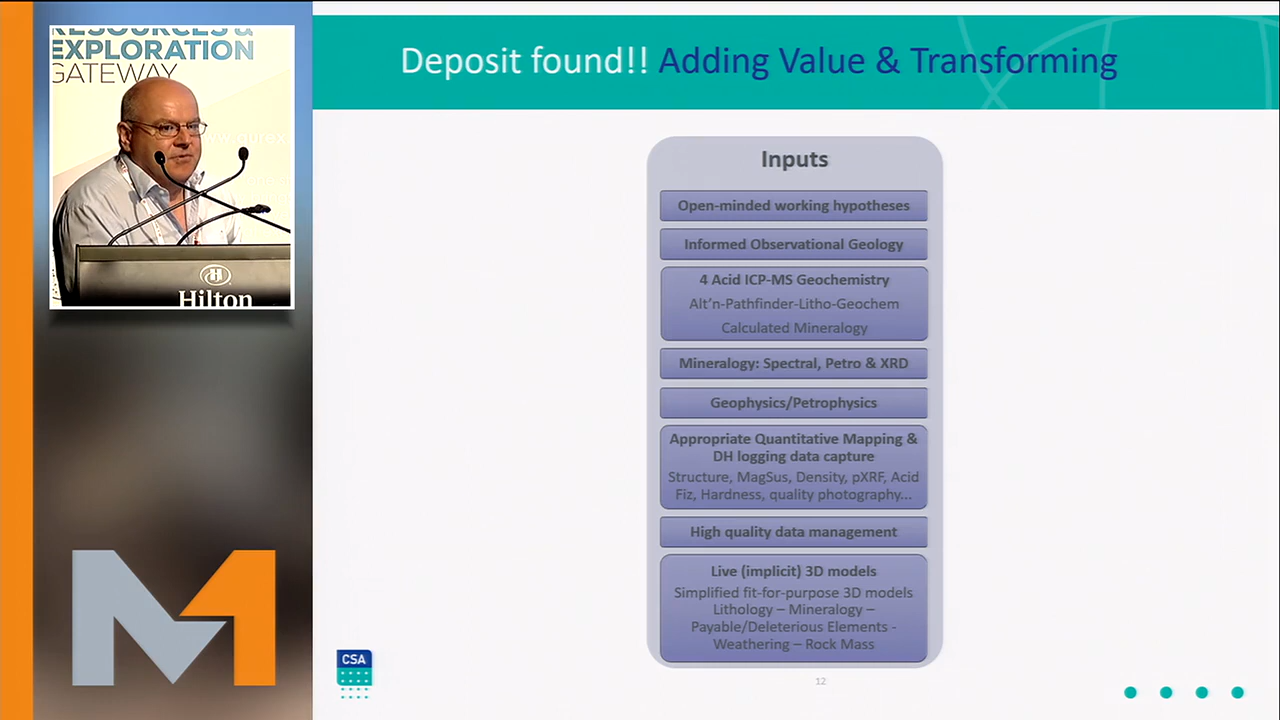 RESOURCES &
EXPLORATION
GATEWAY
Hilton
Deposit found!! Adding Value & Transforming
Inputs
Open-minded working hypotheses
Informed Observational Geology
4 Acid ICP-MS Geochemistry
Alt'n-Pathfinder-Litho-Geochem
Calculated Mineralogy
Mineralogy: Spectral, Petro & XRD
Geophysics/Petrophysics
Appropriate Quantitative Mapping &
DH logging data capture
Structure, MagSus, Density, pXRF, Acid
Fiz, Hardness, quality photography...
High quality data management
Live (implicit) 3D models
Simplified fit-for-purpose 3D models
Lithology – Mineralogy –
Payable/Deleterious Elements -
Weathering – Rock Mass
M1
CSA
12